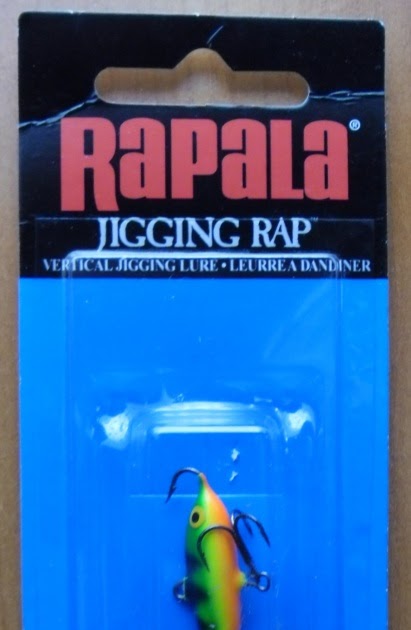 RAPALA®
JIGGING RAP™
VERTICAL JIGGING LURE • LEURRE A DANDINER